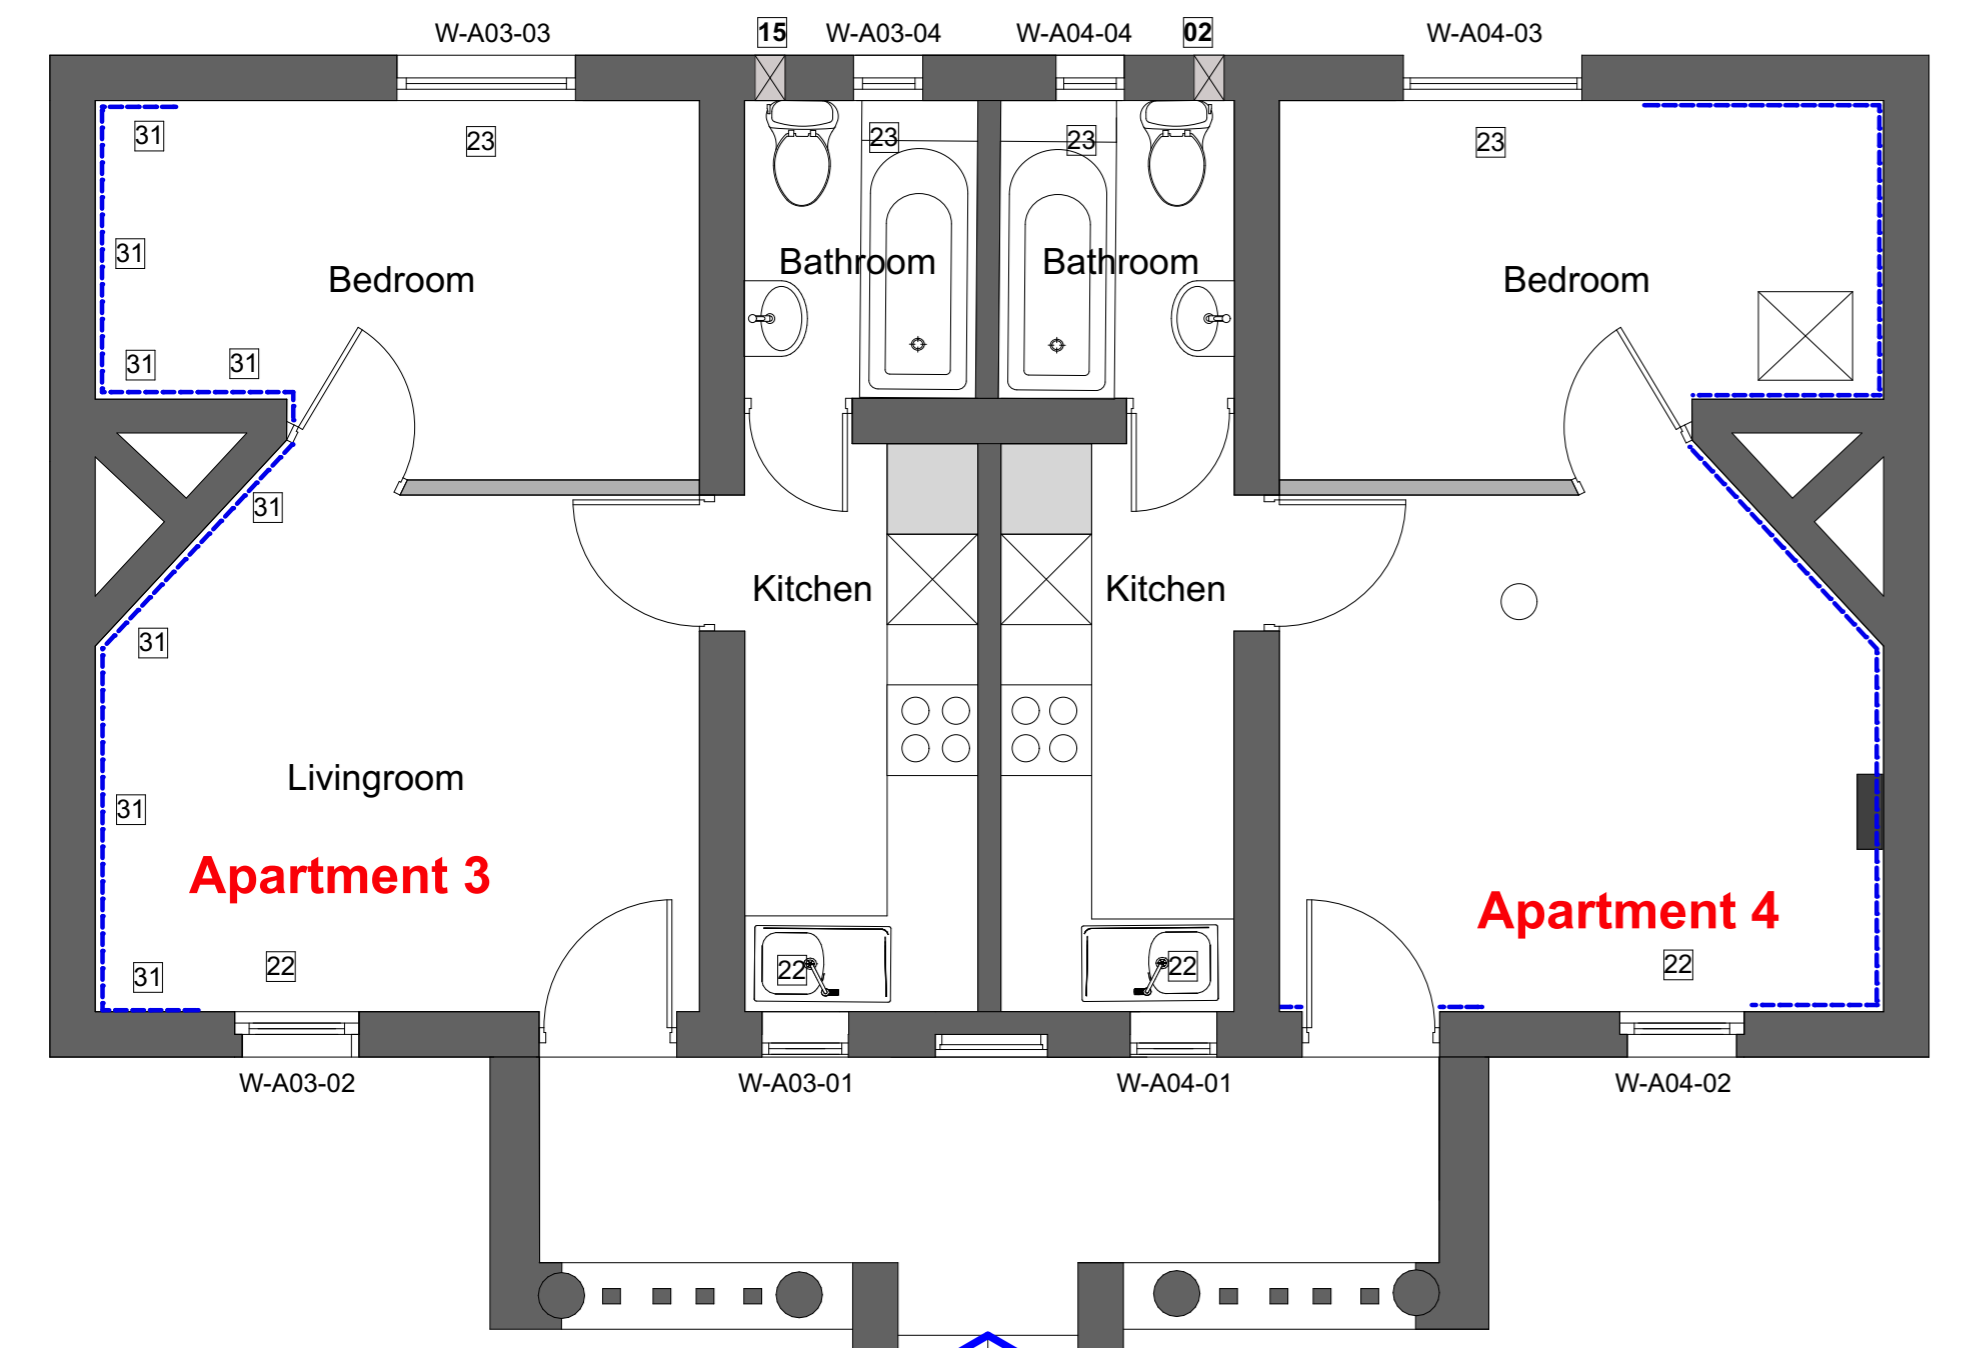 W-A03-03
15
W-A03-04
W-A04-04
02
W-A04-03
31
23
23
23
23
31
Bedroom
Bathroom
Bathroom
Bedroom
31
31
31
Kitchen
Kitchen
31
Livingroom
31
Apartment 3
Apartment 4
31
22
22
22
22
W-A03-02
W-A03-01
W-A04-01
W-A04-02